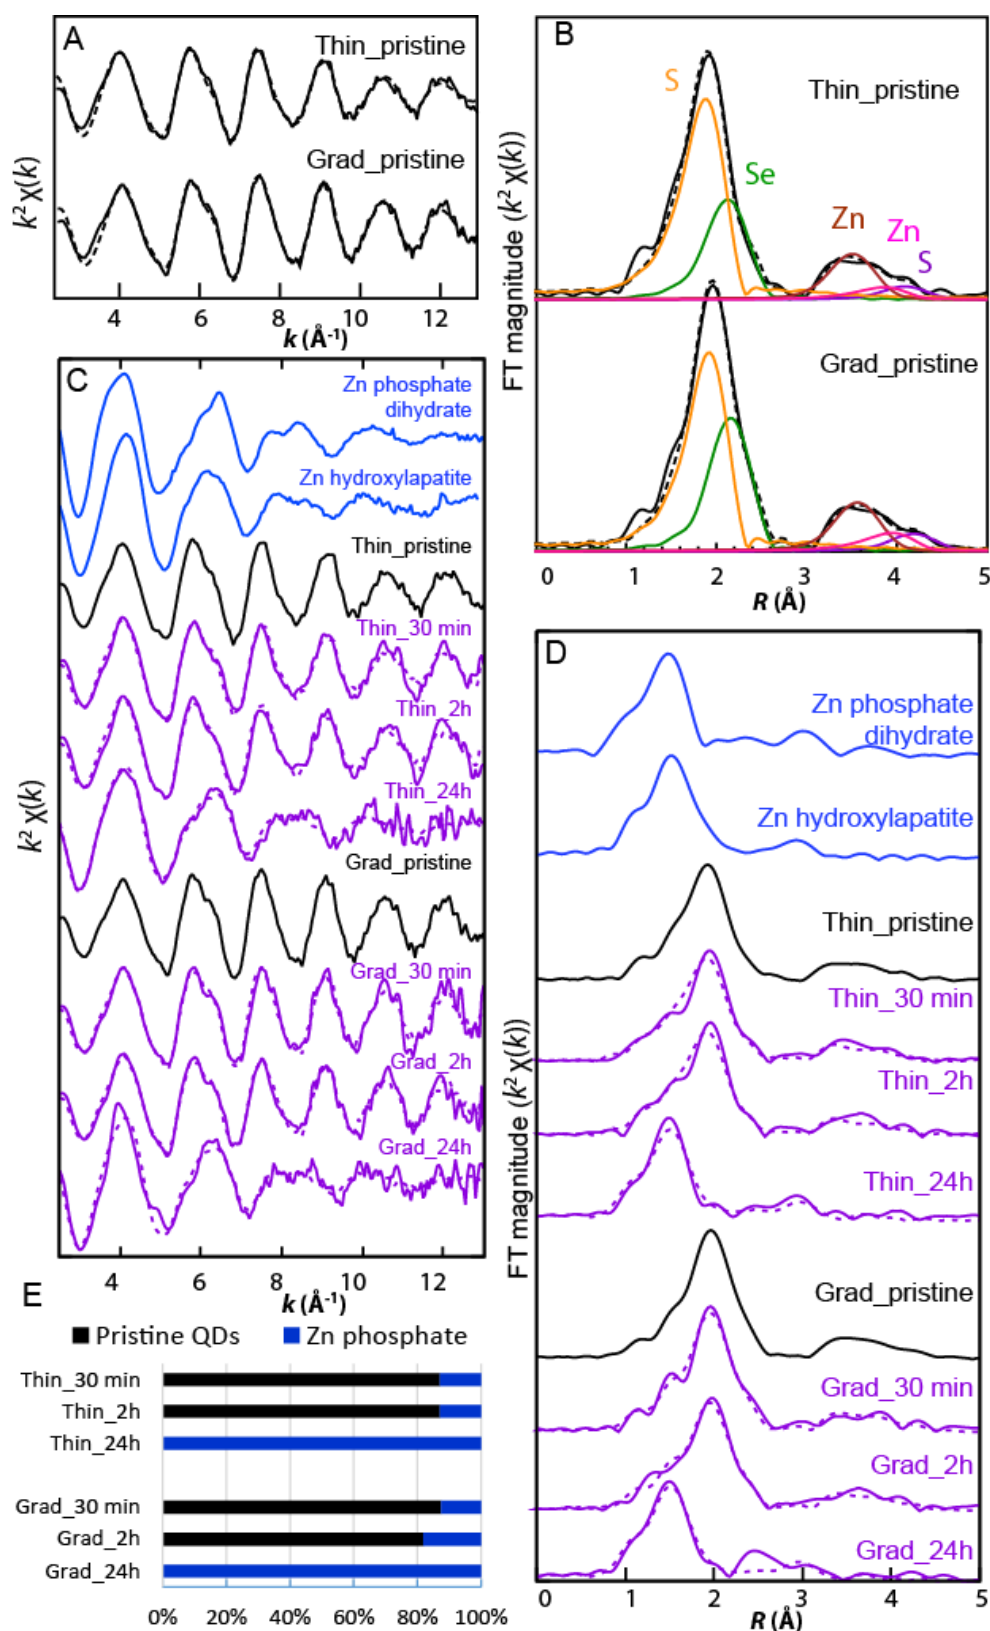 A
Thin_pristine
Grad_pristine
k² χ(k)
4 6 8 10 12
k (Å⁻¹)
B
S
Se
Thin_pristine
Zn
Zn
S
Grad_pristine
FT magnitude (k² χ(k))
0 1 2 3 4 5
R (Å)
C
Zn phosphate
dihydrate
Zn hydroxylapatite
Thin_pristine
Thin_30 min
Thin_2h
Thin_24h
Grad_pristine
Grad_30 min
Grad_2h
Grad_24h
k² χ(k)
4 6 8 10 12
k (Å⁻¹)
D
Zn phosphate
dihydrate
Zn hydroxylapatite
Thin_pristine
Thin_30 min
Thin_2h
Thin_24h
Grad_pristine
Grad_30 min
Grad_2h
Grad_24h
FT magnitude (k² χ(k))
1 2 3 4 5
R (Å)
E
Pristine QDs Zn phosphate
Thin_30 min
Thin_2h
Thin_24h
Grad_30 min
Grad_2h
Grad_24h
0% 20% 40% 60% 80% 100%